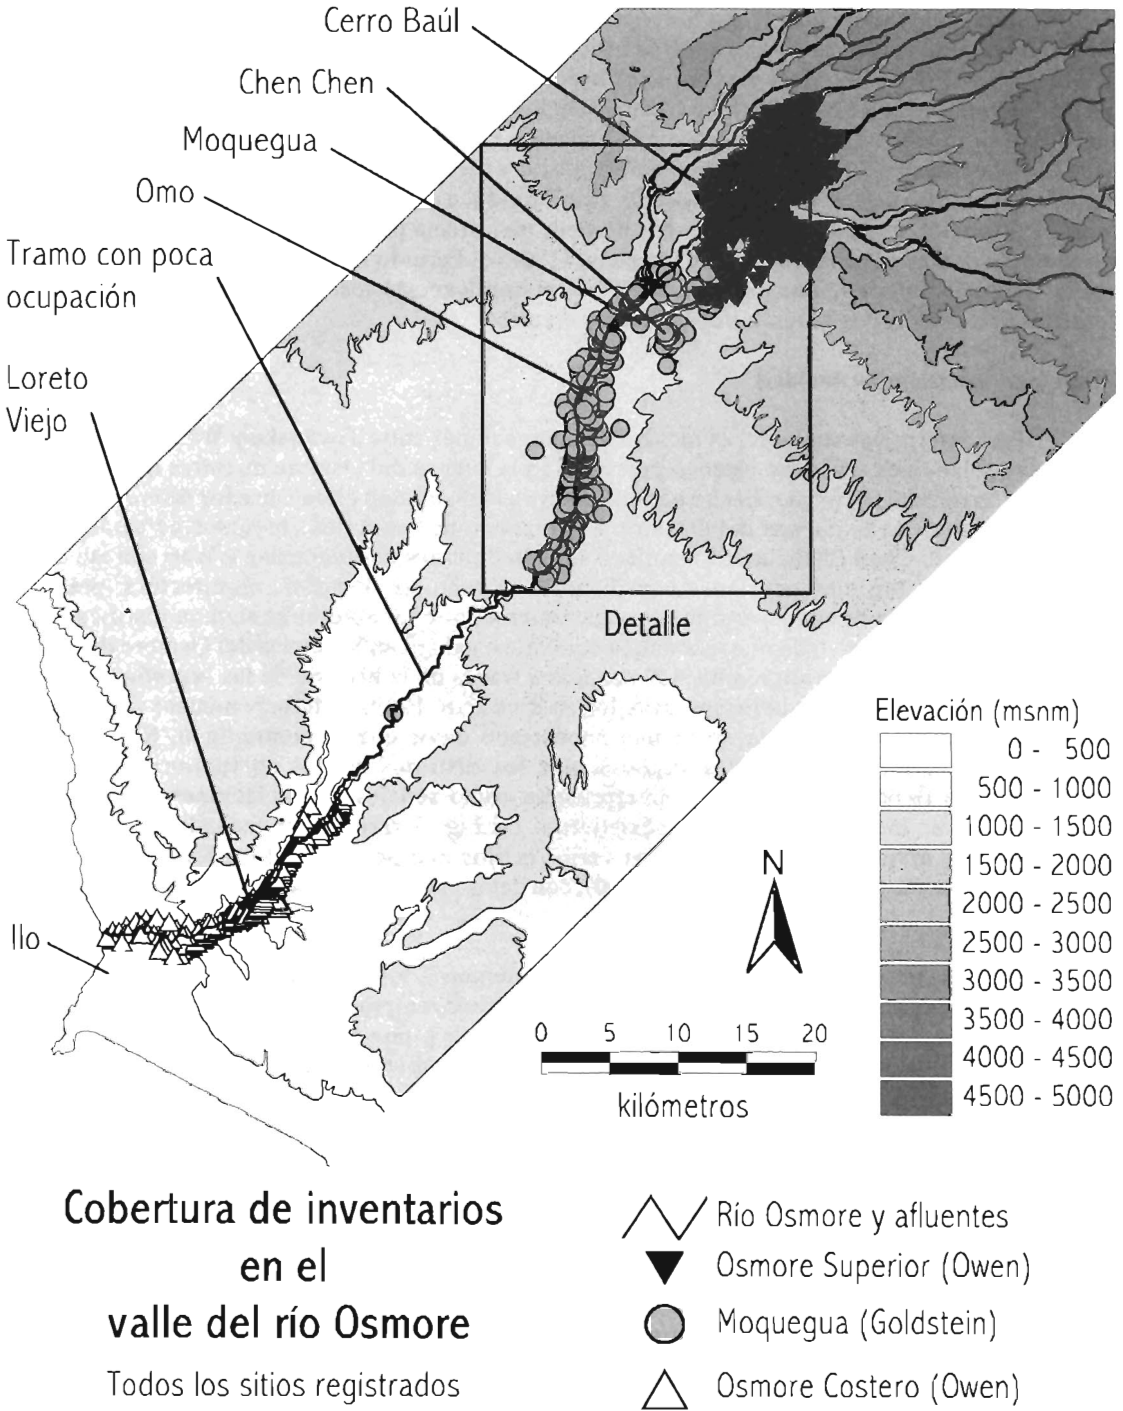 Cerro Baúl
Chen Chen
Moquegua
Omo
Tramo con poca
ocupación
Loreto
Viejo
Ilo
Detalle
Elevación (msnm)
0 - 500
500 - 1000
1000 - 1500
1500 - 2000
2000 - 2500
2500 - 3000
3000 - 3500
3500 - 4000
4000 - 4500
4500 - 5000
N
0 5 10 15 20
kilómetros
Cobertura de inventarios
en el
valle del río Osmore
Todos los sitios registrados
Río Osmore y afluentes
Osmore Superior (Owen)
Moquegua (Goldstein)
Osmore Costero (Owen)